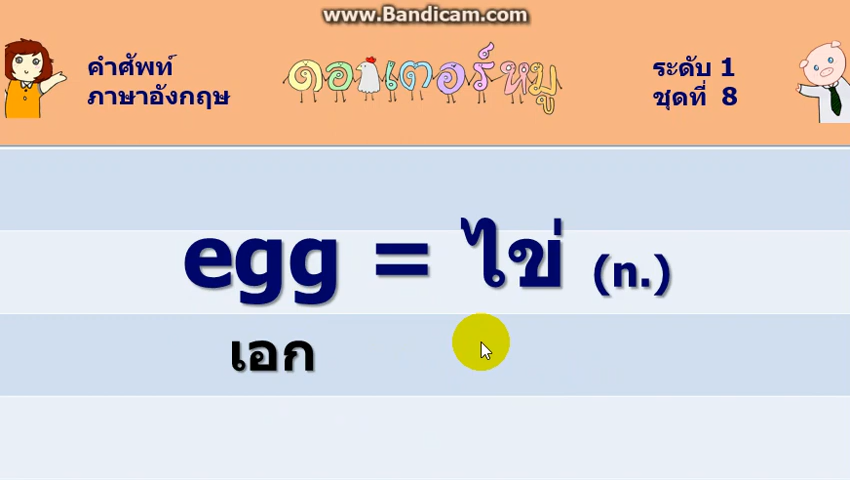 www.Bandicam.com
คำศัพท์
ภาษาอังกฤษ
ดอกเตอร์หมู
ระดับ 1
ชุดที่ 8
egg = ไข่ (n.)
เอก